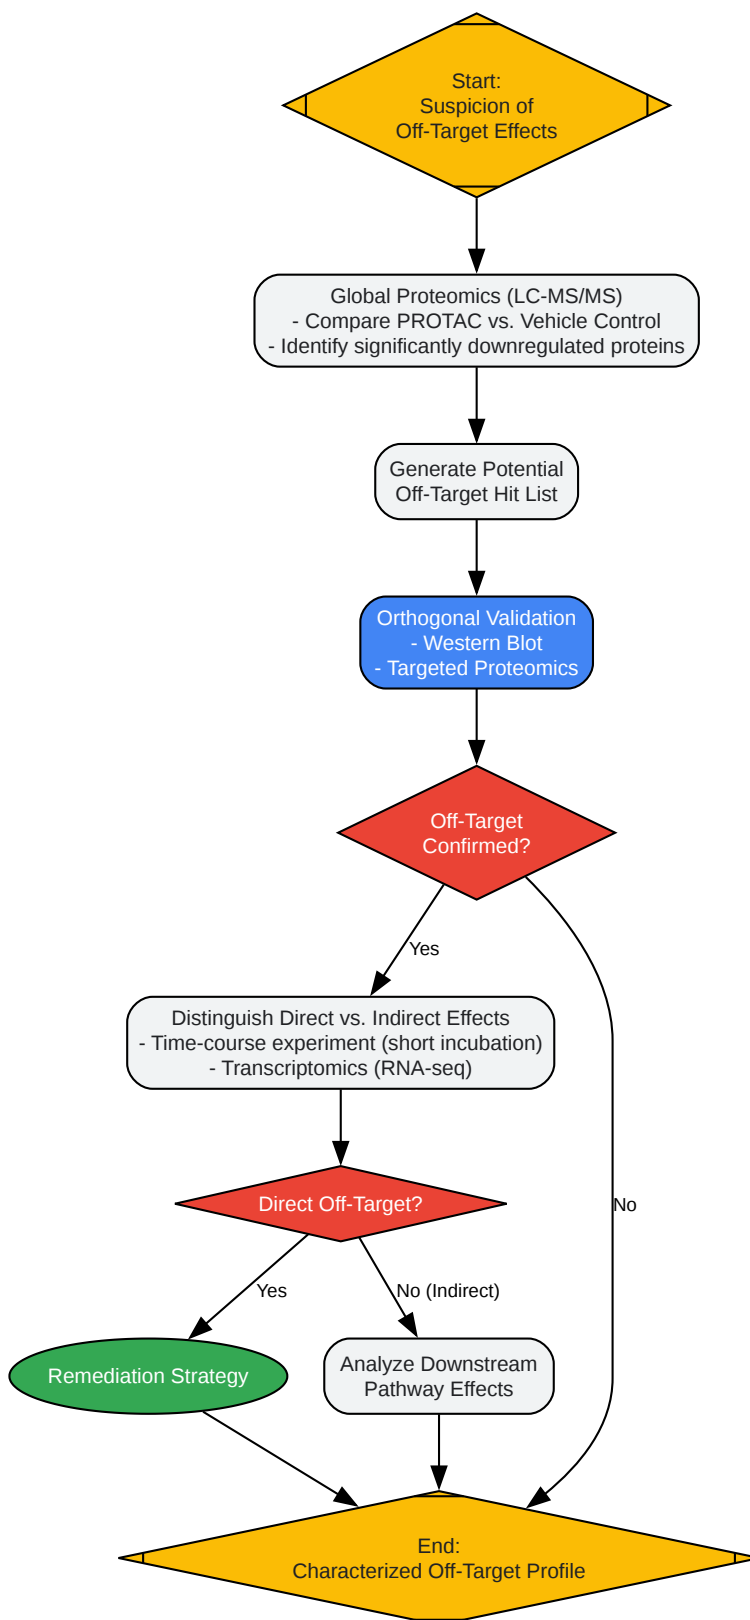 Start:
Suspicion of
Off-Target Effects
Global Proteomics (LC-MS/MS)
- Compare PROTAC vs. Vehicle Control
- Identify significantly downregulated proteins
Generate Potential
Off-Target Hit List
Orthogonal Validation
- Western Blot
- Targeted Proteomics
Off-Target
Confirmed?
Yes
Distinguish Direct vs. Indirect Effects
- Time-course experiment (short incubation)
- Transcriptomics (RNA-seq)
Direct Off-Target?
No
Yes
No (Indirect)
Remediation Strategy
Analyze Downstream
Pathway Effects
End:
Characterized Off-Target Profile